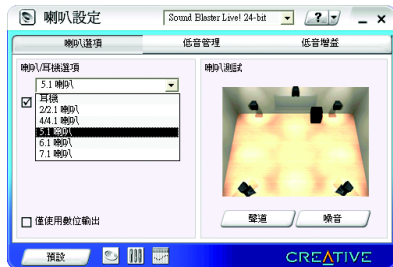 喇叭設定
Sound Blaster Live! 24-bit
?
喇叭選項
低音管理
低音增益
喇叭/耳機選項
5.1 喇叭
耳機
2/2.1 喇叭
4/4.1 喇叭
5.1 喇叭
6.1 喇叭
7.1 喇叭
僅使用數位輸出
喇叭測試
聲道
噪音
預設
CREATIVE